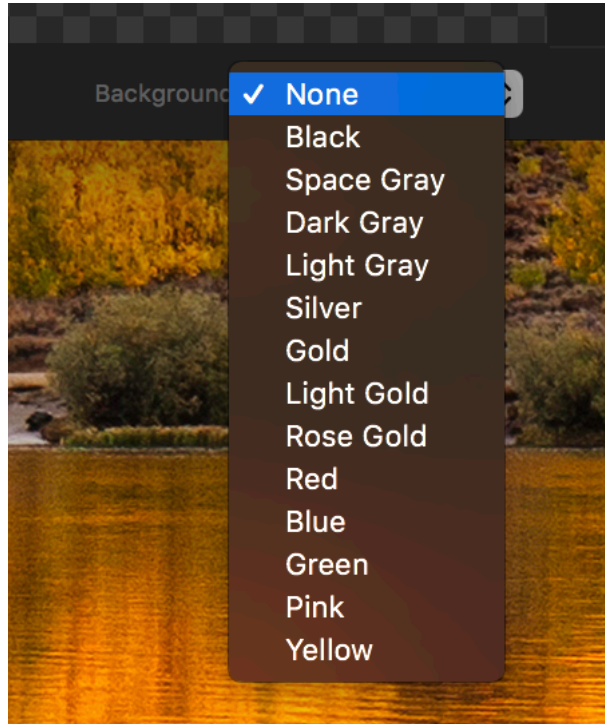 Background
✓ None
Black
Space Gray
Dark Gray
Light Gray
Silver
Gold
Light Gold
Rose Gold
Red
Blue
Green
Pink
Yellow